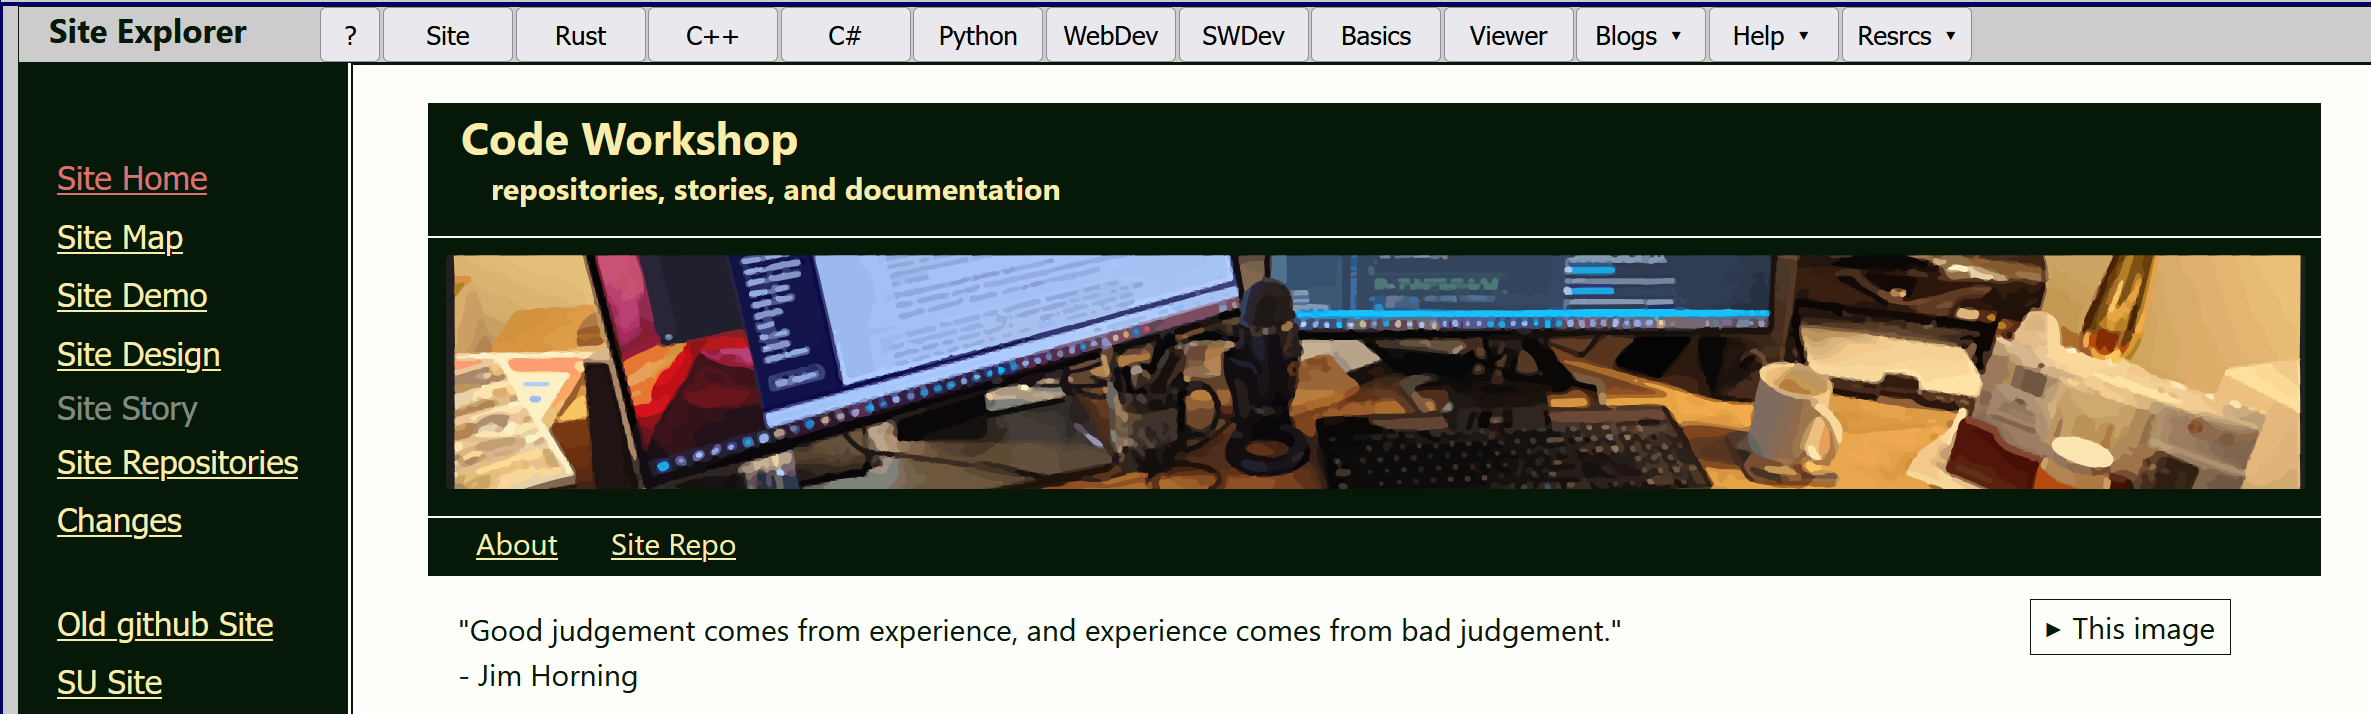 Site Explorer
? Site Rust C++ C# Python WebDev SWDev Basics Viewer Blogs ▼ Help ▼ Resrcs ▼
Site Home
Site Map
Site Demo
Site Design
Site Story
Site Repositories
Changes
Old github Site
SU Site
Code Workshop
repositories, stories, and documentation
About Site Repo
"Good judgement comes from experience, and experience comes from bad judgement."
- Jim Horning
► This image